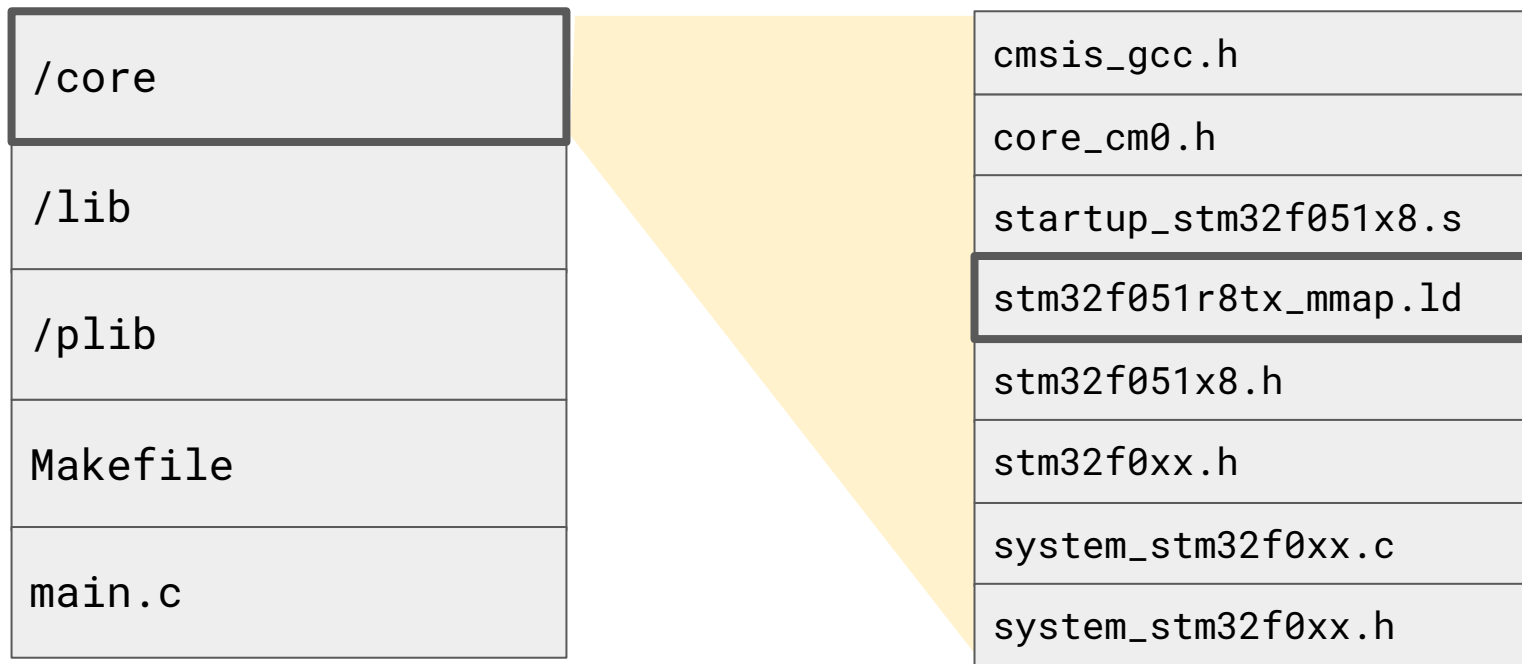 /core
/lib
/plib
Makefile
main.c
cmsis_gcc.h
core_cm0.h
startup_stm32f051x8.s
stm32f051r8tx_mmap.ld
stm32f051x8.h
stm32f0xx.h
system_stm32f0xx.c
system_stm32f0xx.h